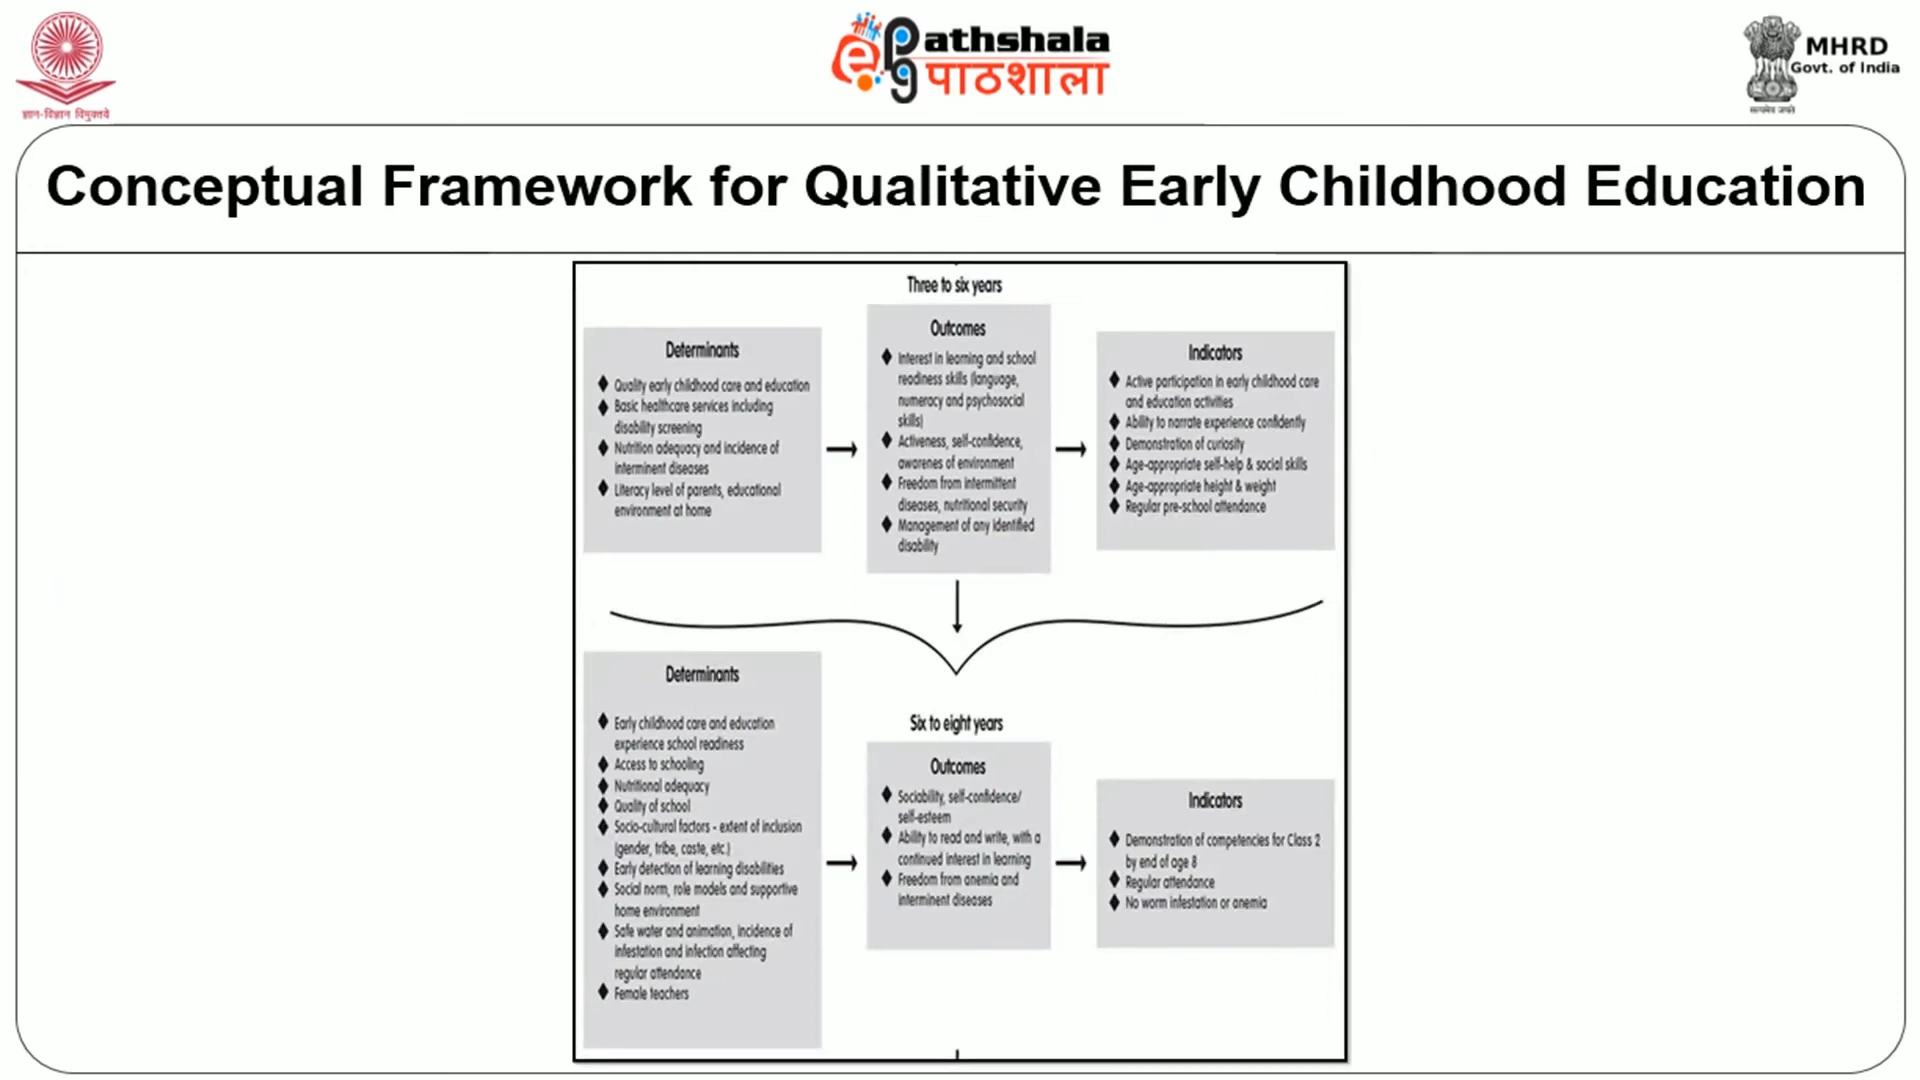 ज्ञान-विज्ञान विमुक्तये
e
pg
athshala
पाठशाला
MHRD
Govt. of India
सत्यमेव जयते
Conceptual Framework for Qualitative Early Childhood Education
Three to six years
Determinants
Quality early childhood care and education
Basic healthcare services including
disability screening
Nutrition adequacy and incidence of
interminent diseases
Literacy level of parents, educational
environment at home
Outcomes
Interest in learning and school
readiness skills (language,
numeracy and psychosocial
skills)
Activeness, self-confidence,
awarenes of environment
Freedom from intermittent
diseases, nutritional security
Management of any identified
disability
Indicators
Active participation in early childhood care
and education activities
Ability to narrate experience confidently
Demonstration of curiosity
Age-appropriate self-help & social skills
Age-appropriate height & weight
Regular pre-school attendance
Determinants
Early childhood care and education
experience school readiness
Access to schooling
Nutritional adequacy
Quality of school
Socio-cultural factors - extent of inclusion
(gender, tribe, caste, etc.)
Early detection of learning disabilities
Social norm, role models and supportive
home environment
Safe water and animation, incidence of
infestation and infection affecting
regular attendance
Female teachers
Six to eight years
Outcomes
Sociability, self-confidence/
self-esteem
Ability to read and write, with a
continued interest in learning
Freedom from anemia and
interminent diseases
Indicators
Demonstration of competencies for Class 2
by end of age 8
Regular attendance
No worm infestation or anemia